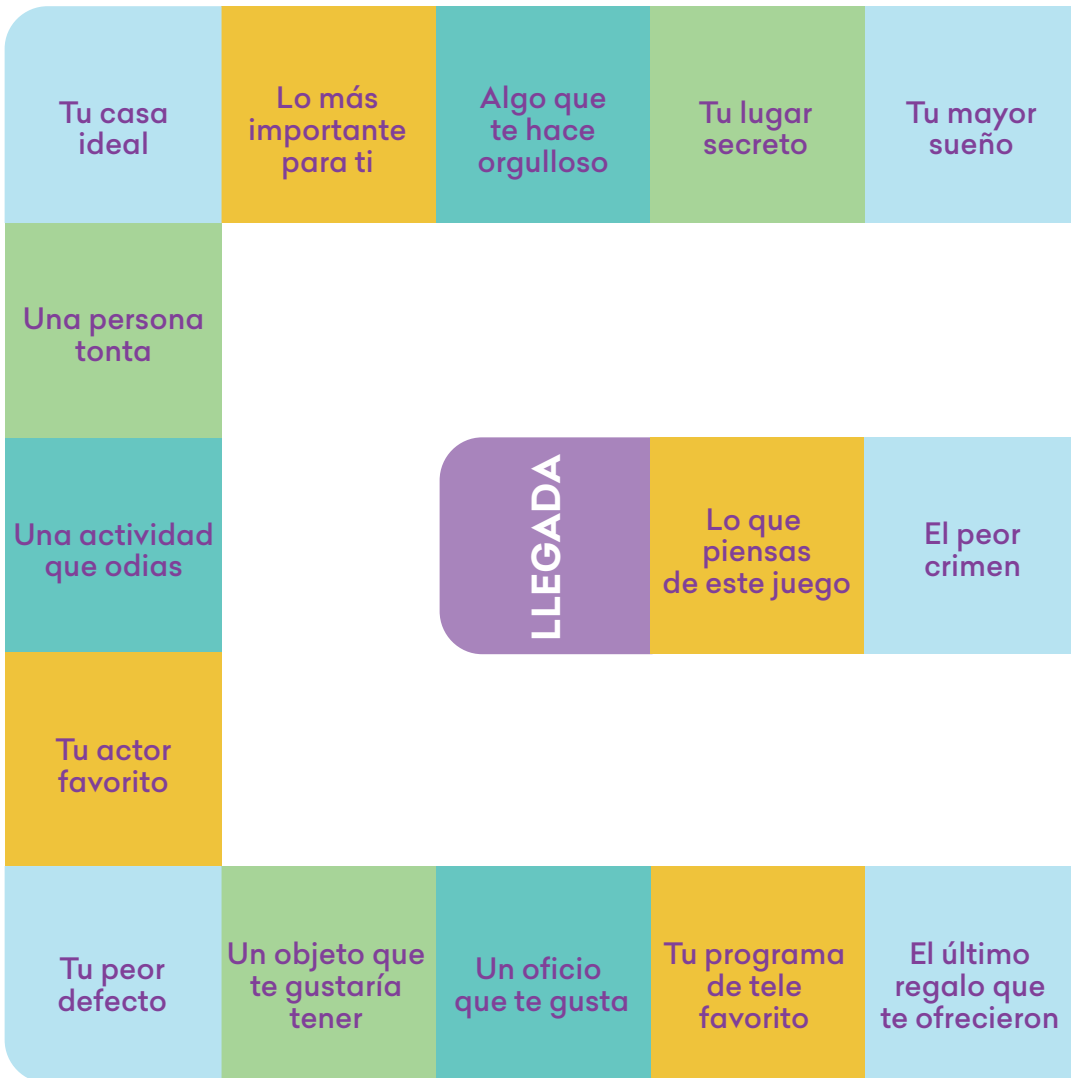 Tu casa
ideal
Lo más
importante
para ti
Algo que
te hace
orgulloso
Tu lugar
secreto
Tu mayor
sueño
Una persona
tonta
Una actividad
que odias
LLEGADA
Lo que
piensas
de este juego
El peor
crimen
Tu actor
favorito
Tu peor
defecto
Un objeto que
te gustaría
tener
Un oficio
que te gusta
Tu programa
de tele
favorito
El último
regalo que
te ofrecieron